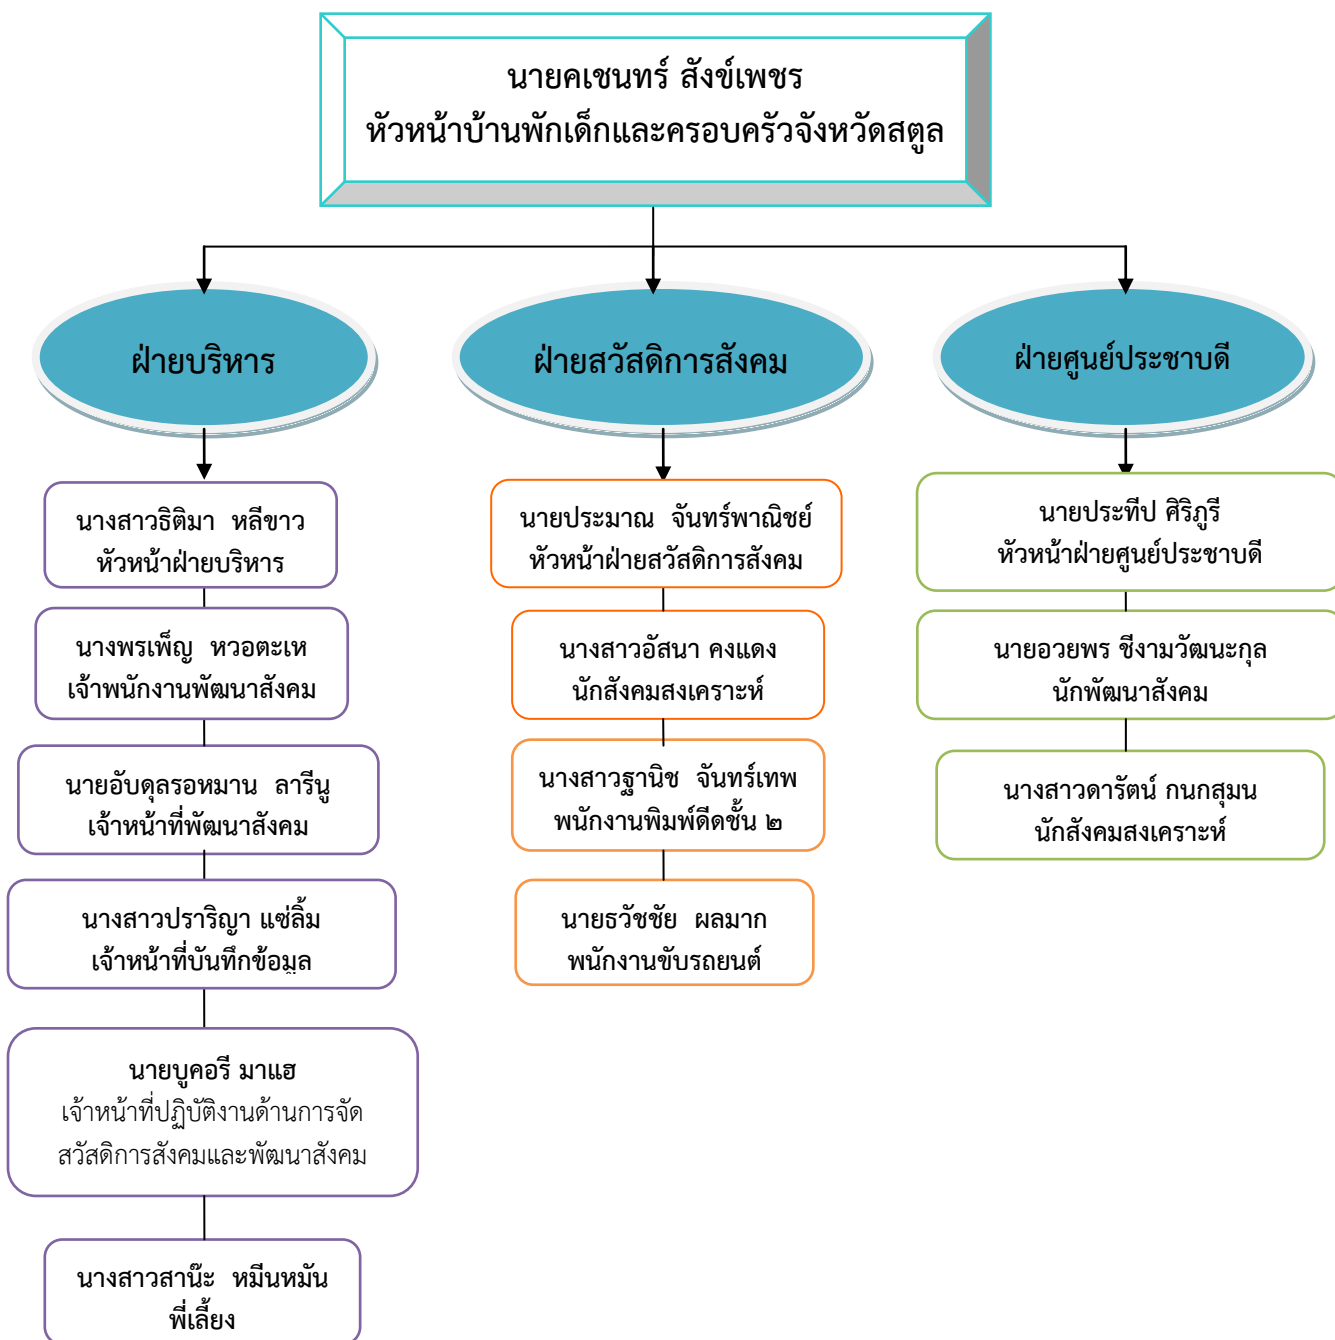 นายคเชนทร์ สังข์เพชร
หัวหน้าบ้านพักเด็กและครอบครัวจังหวัดสตูล
ฝ่ายบริหาร
นางสาวธิติมา  หลีขาว
หัวหน้าฝ่ายบริหาร
นางพรเพ็ญ  หวอตะเห
เจ้าพนักงานพัฒนาสังคม
นายอับดุลรอหมาน  ลารีนู
เจ้าหน้าที่พัฒนาสังคม
นางสาวปราริญา แซ่ลิ้ม
เจ้าหน้าที่บันทึกข้อมูล
นายบูคอรี มาแฮ
เจ้าหน้าที่ปฏิบัติงานด้านการจัด
สวัสดิการสังคมและพัฒนาสังคม
นางสาวสาน๊ะ  หมีนหมัน
พี่เลี้ยง
ฝ่ายสวัสดิการสังคม
นายประมาณ  จันทร์พาณิชย์
หัวหน้าฝ่ายสวัสดิการสังคม
นางสาวอัสนา คงแดง
นักสังคมสงเคราะห์
นางสาวฐานิช  จันทร์เทพ
พนักงานพิมพ์ดีดชั้น ๒
นายธวัชชัย  ผลมาก
พนักงานขับรถยนต์
ฝ่ายศูนย์ประชาบดี
นายประทีป ศิริภูรี
หัวหน้าฝ่ายศูนย์ประชาบดี
นายอวยพร ชีงามวัฒนะกุล
นักพัฒนาสังคม
นางสาวดารัตน์ กนกสุมน
นักสังคมสงเคราะห์